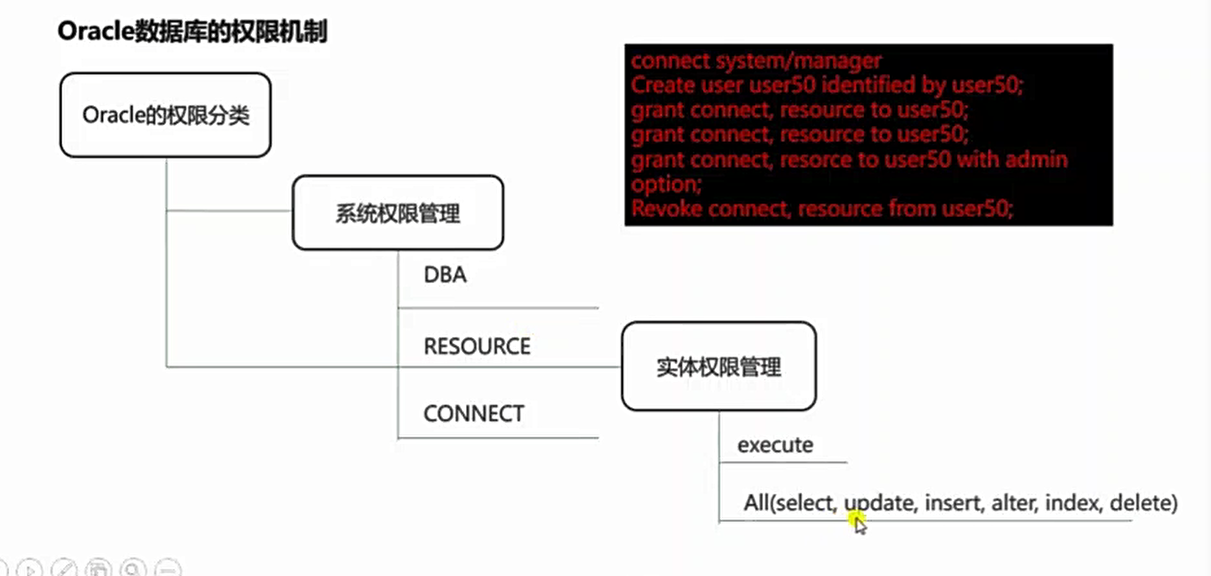 Oracle数据库的权限机制
Oracle的权限分类
connect system/manager
Create user user50 identified by user50;
grant connect, resource to user50;
grant connect, resource to user50;
grant connect, resorce to user50 with admin
option;
Revoke connect, resource from user50;
系统权限管理
DBA
RESOURCE
CONNECT
实体权限管理
execute
All(select, update, insert, alter, index, delete)